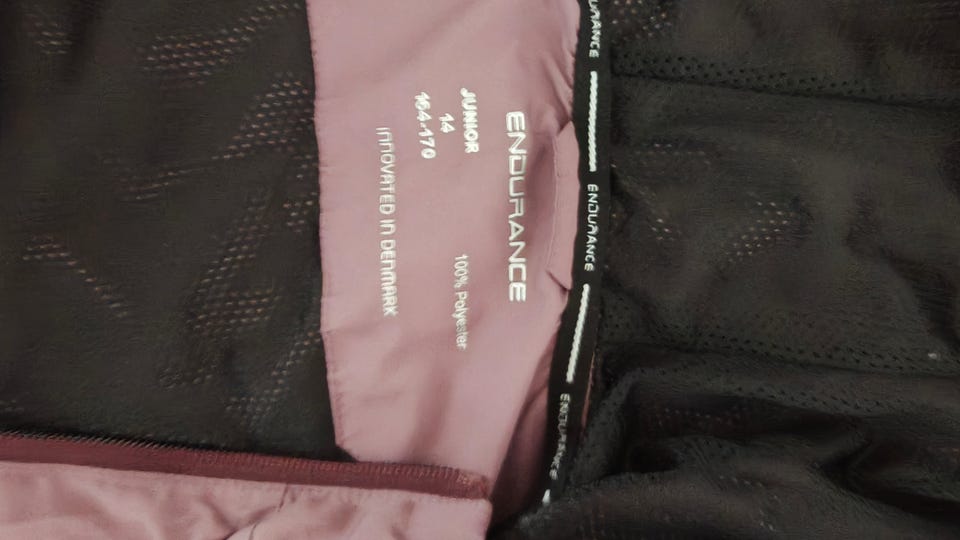 ENDURANCE
JUNIOR
14
164-170
100% Polyester
INNOVATED IN DENMARK
ENDURANCE
ENDURANCE
ENDURANCE